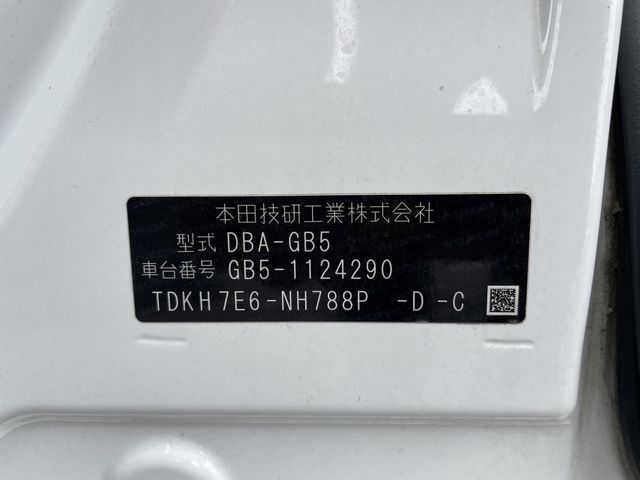 本田技研工業株式会社
型式 DBA-GB5
車台番号 GB5-1124290
TDKH7E6-NH788P -D -C